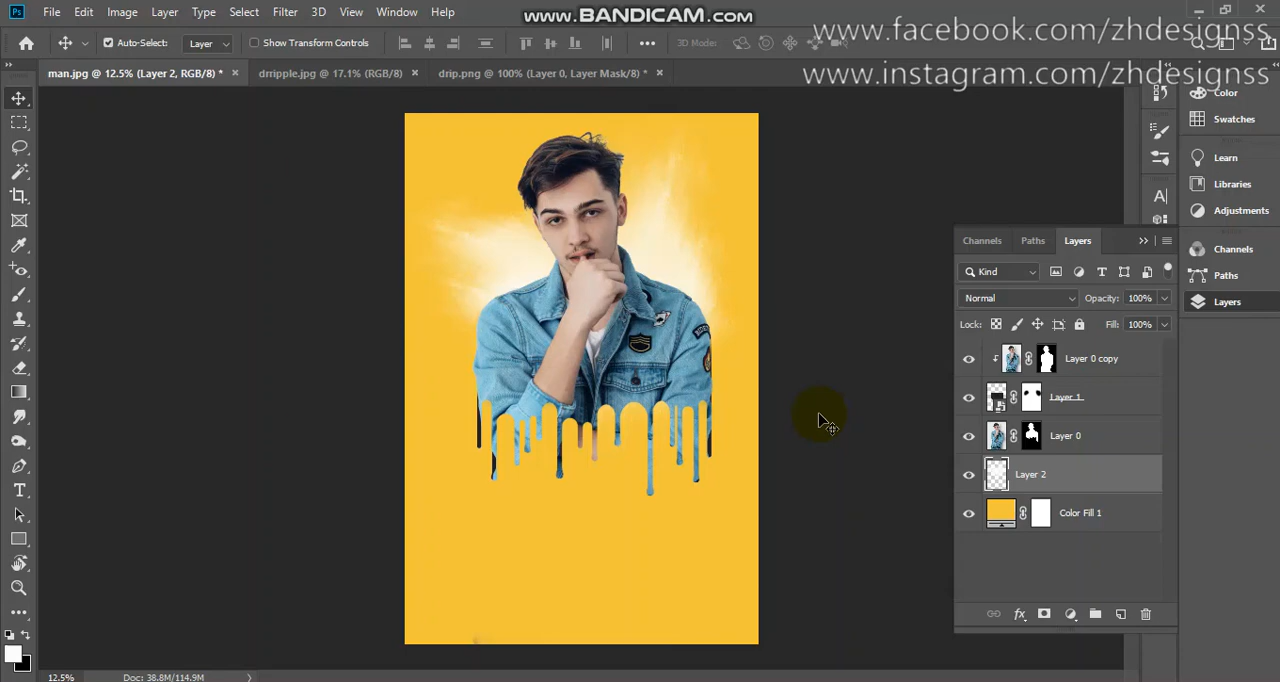 Ps File Edit Image Layer Type Select Filter 3D View Window Help
www.BANDICAM.com
www.facebook.com/zhdesignss
www.instagram.com/zhdesignss
Auto-Select: Layer Show Transform Controls 3D Mode:
man.jpg @ 12.5% (Layer 2, RGB/8) * × drripple.jpg @ 17.1% (RGB/8) × drip.png @ 100% (Layer 0, Layer Mask/8) * ×
Color
Swatches
Learn
Libraries
Adjustments
Channels
Paths
Layers
Channels Paths Layers
Kind
Normal Opacity: 100%
Lock: Fill: 100%
Layer 0 copy
Layer 1
Layer 0
Layer 2
Color Fill 1
fx
12.5% Doc: 38.8M/114.9M